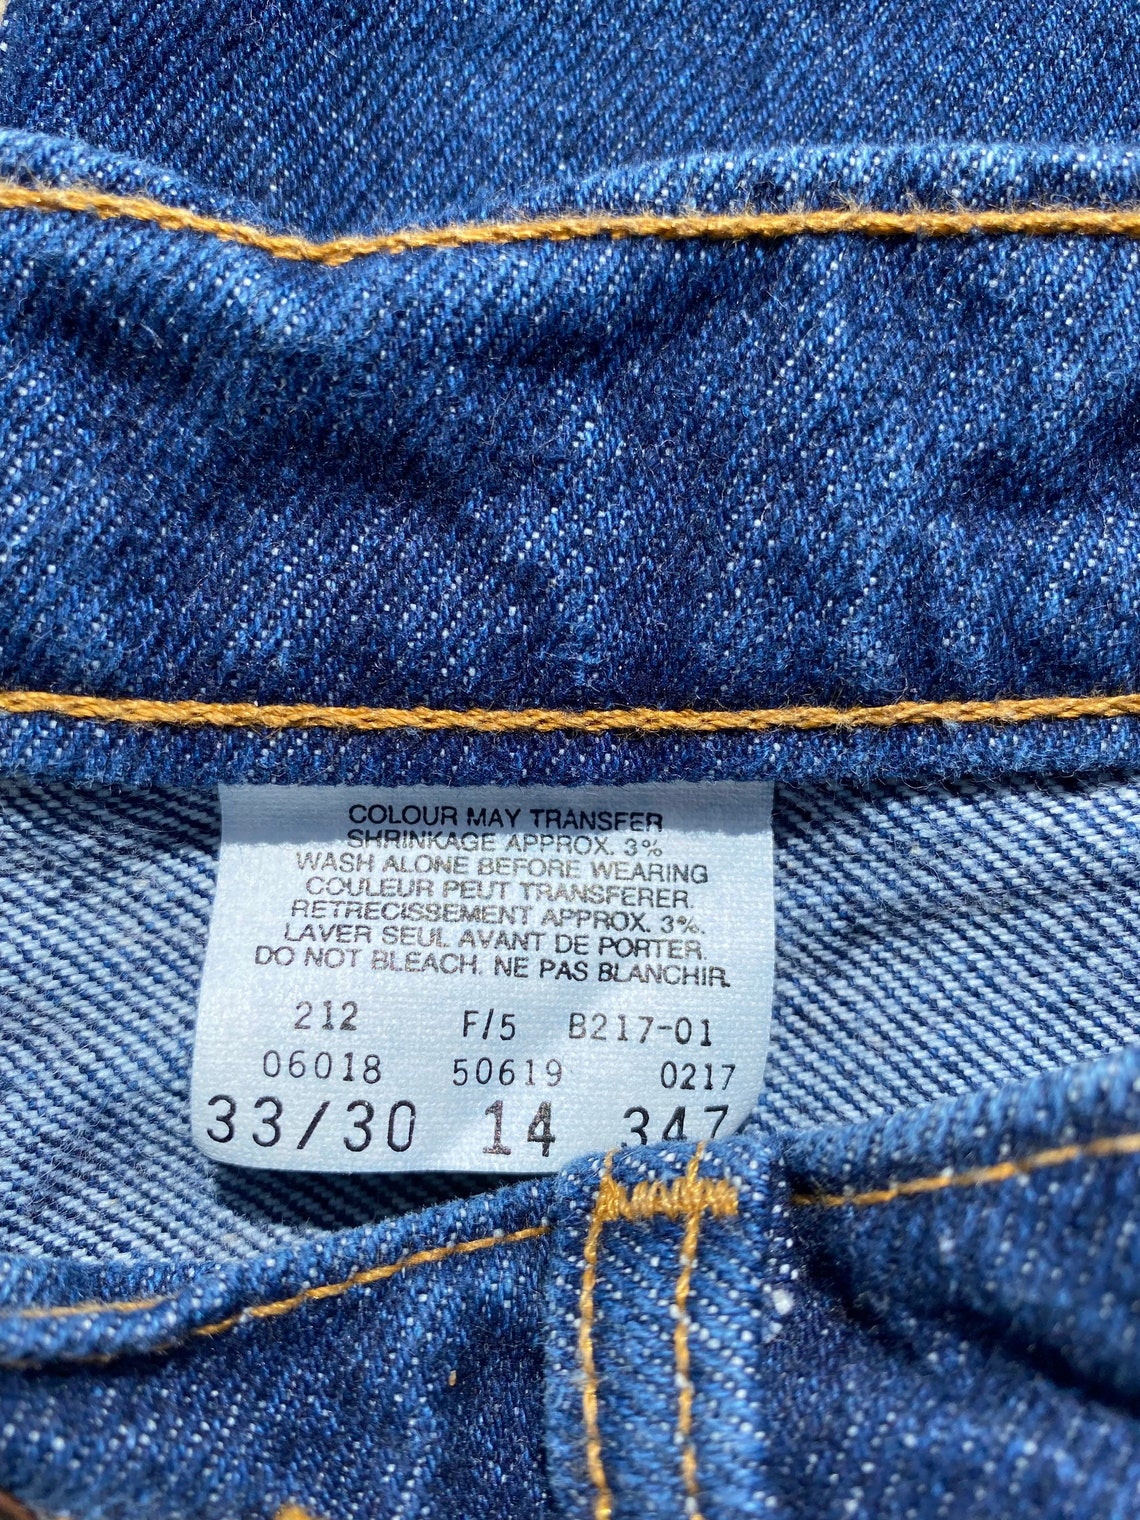 COLOUR MAY TRANSFER
SHRINKAGE APPROX. 3%
WASH ALONE BEFORE WEARING
COULEUR PEUT TRANSFERER.
RETRECISSEMENT APPROX. 3%.
LAVER SEUL AVANT DE PORTER.
DO NOT BLEACH. NE PAS BLANCHIR.
212 F/5 B217-01
06018 50619 0217
33/30 14 347